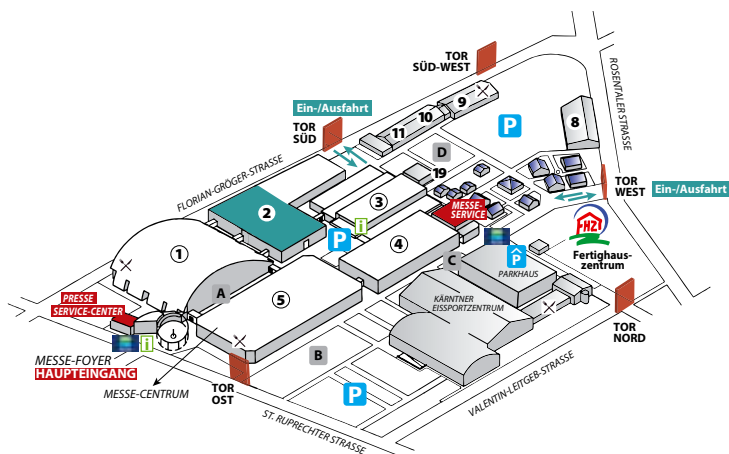 TOR
SÜD-WEST
ROSENTALER STRASSE
Ein-/Ausfahrt
TOR
SÜD
9
10
11
P
8
D
FLORIAN-GRÖGER-STRASSE
19
3
2
MESSE-
SERVICE
TOR
WEST
Ein-/Ausfahrt
i
P
4
FHZ
Fertighaus-
zentrum
1
C
P
PARKHAUS
A
5
KÄRNTNER
EISSPORTZENTRUM
PRESSE
SERVICE-CENTER
i
TOR
NORD
MESSE-FOYER
HAUPTEINGANG
B
MESSE-CENTRUM
TOR
OST
P
VALENTIN-LEITGEB-STRASSE
ST. RUPRECHTER STRASSE